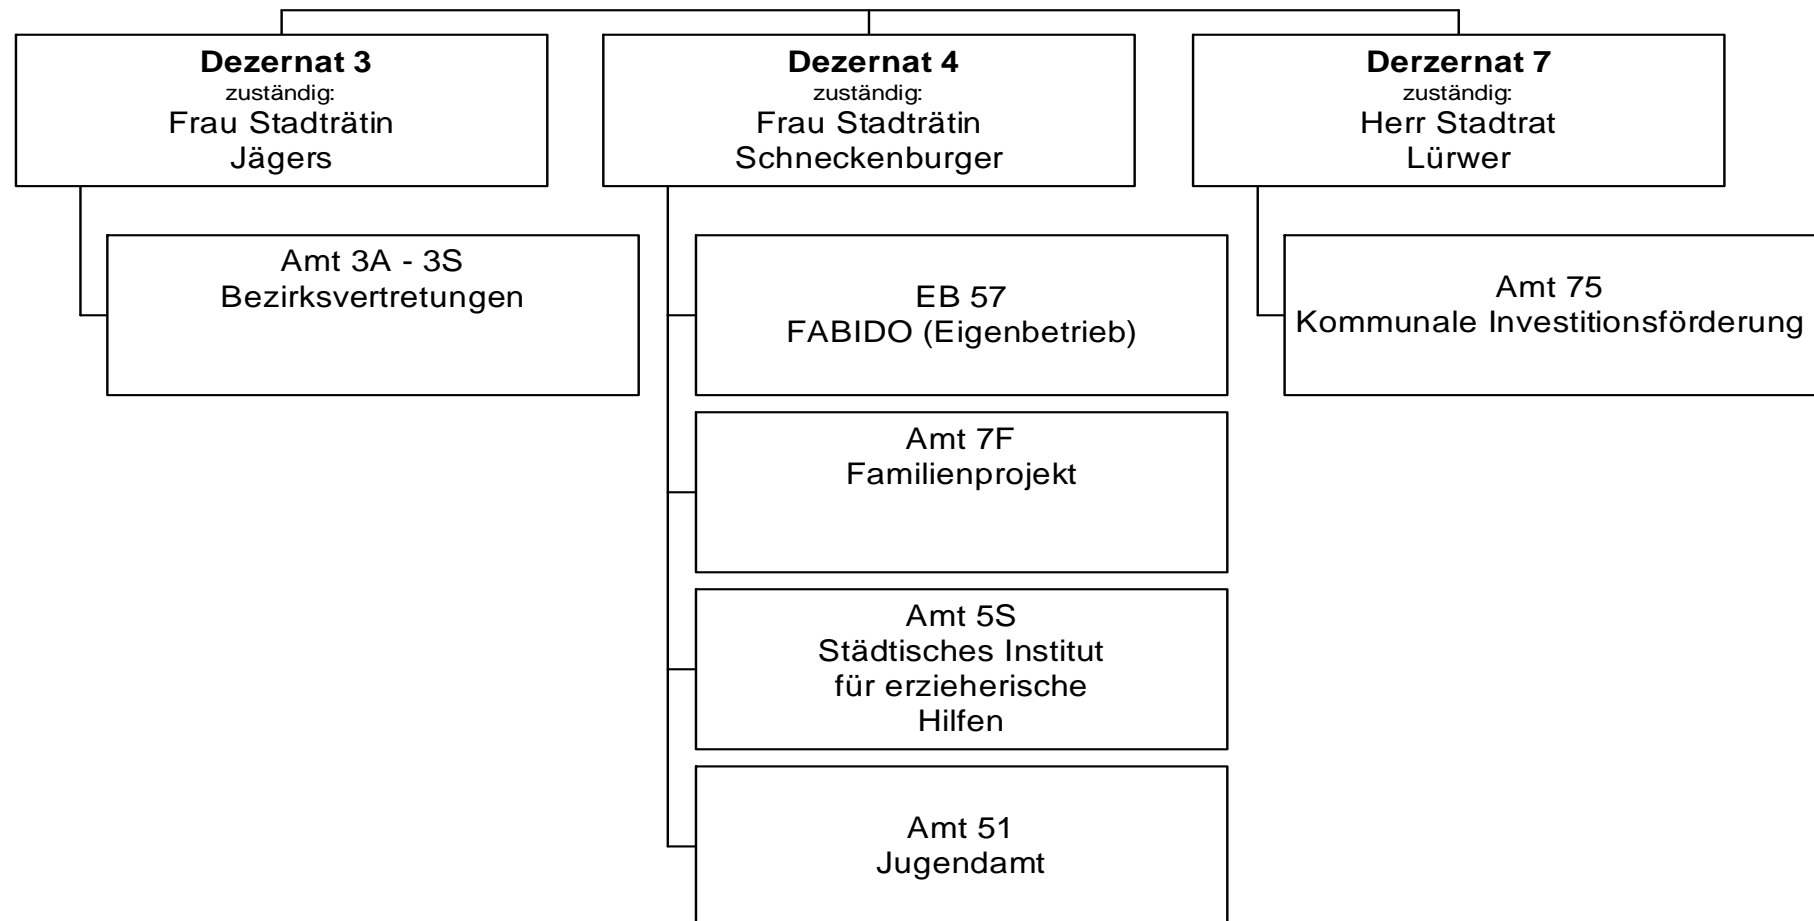 Dezernat 3
zuständig:
Frau Stadträtin
Jägers
Amt 3A - 3S
Bezirksvertretungen
Dezernat 4
zuständig:
Frau Stadträtin
Schneckenburger
EB 57
FABIDO (Eigenbetrieb)
Amt 7F
Familienprojekt
Amt 5S
Städtisches Institut
für erzieherische
Hilfen
Amt 51
Jugendamt
Derzernat 7
zuständig:
Herr Stadtrat
Lürwer
Amt 75
Kommunale Investitionsförderung